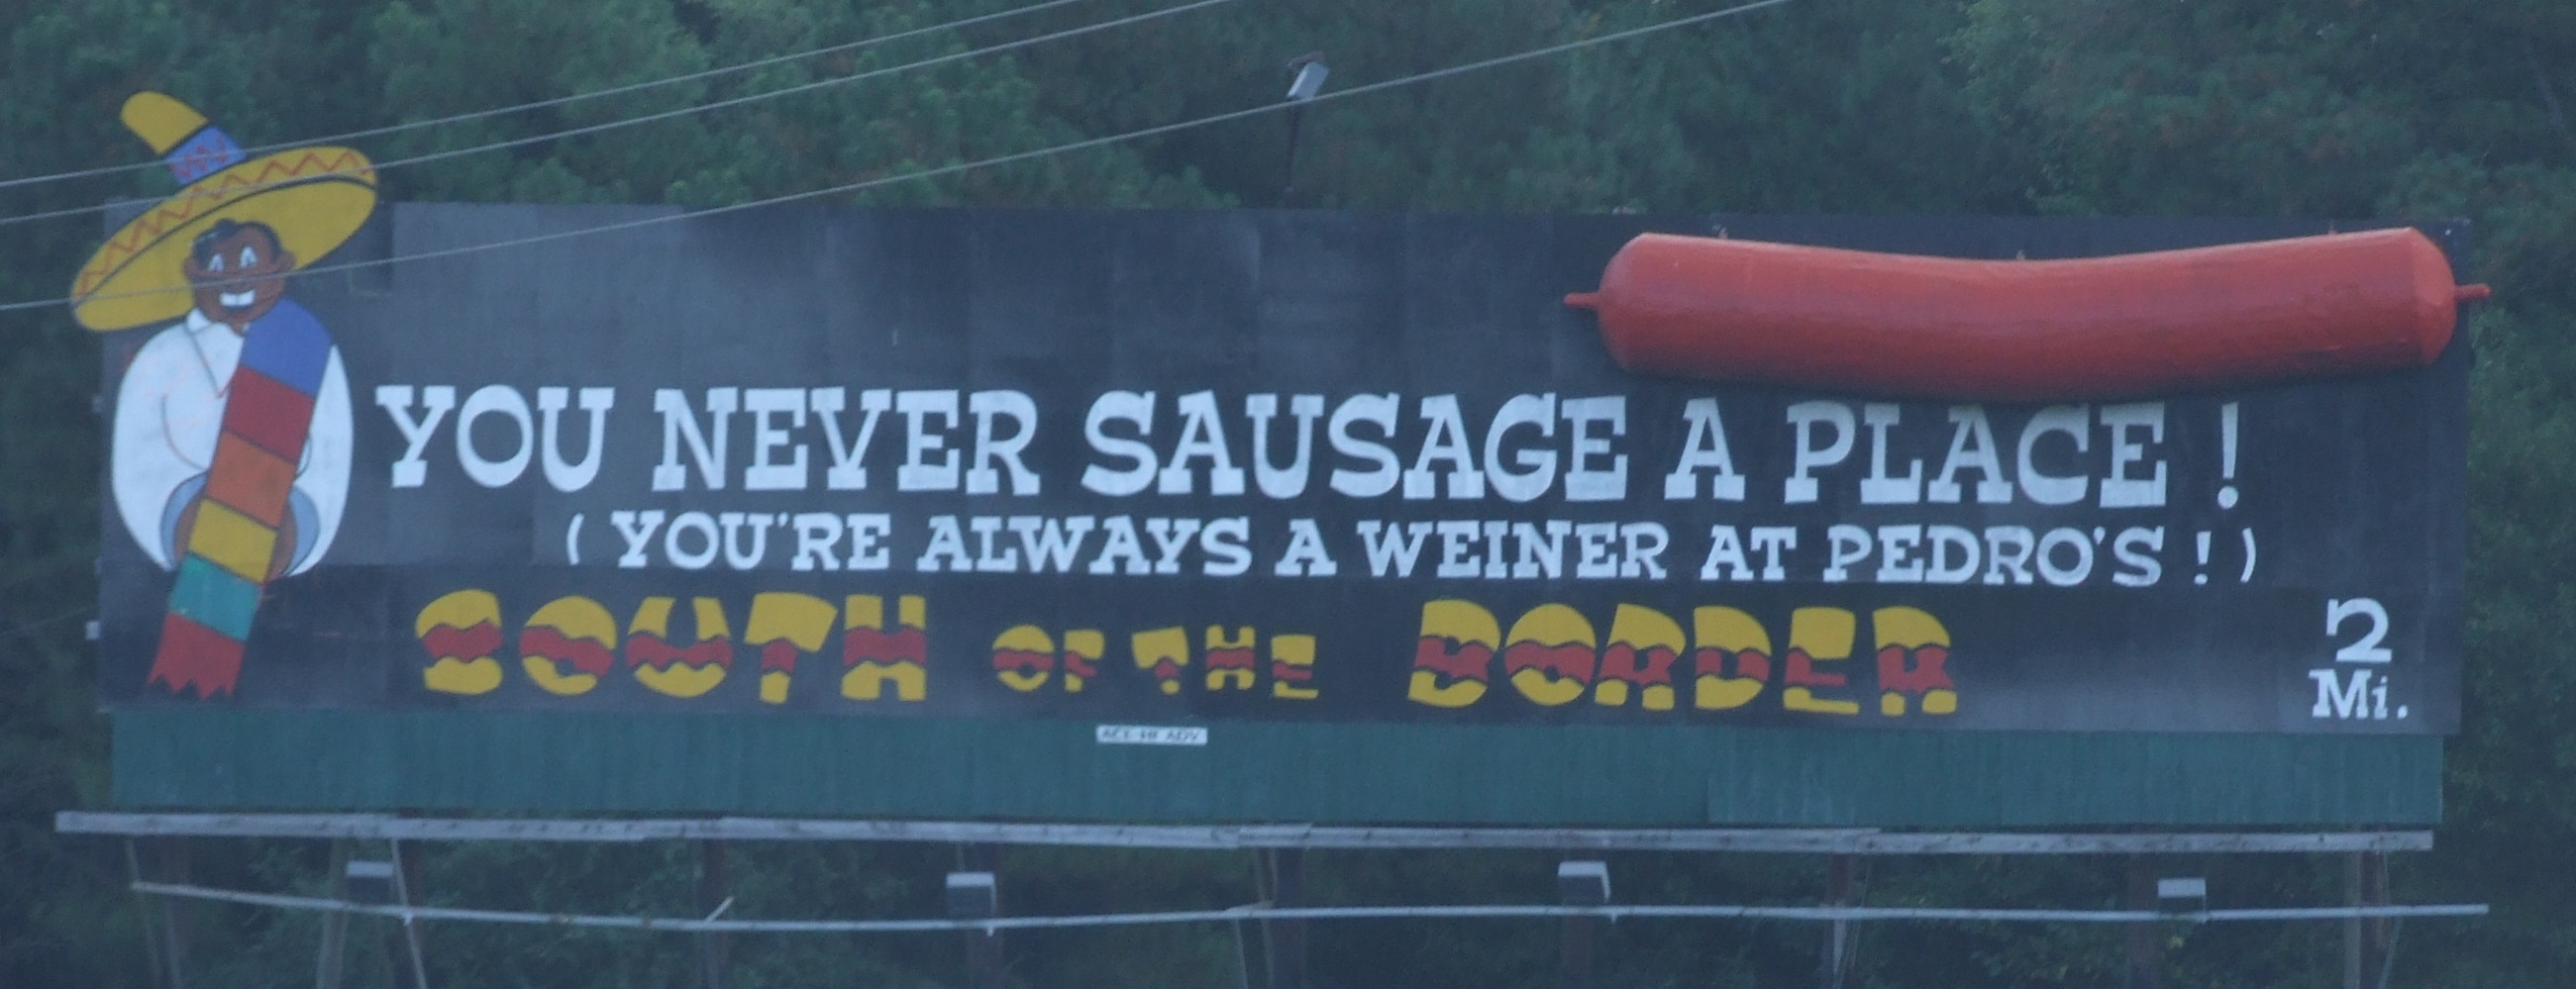 YOU NEVER SAUSAGE A PLACE !
( YOU'RE ALWAYS A WEINER AT PEDRO'S ! )
SOUTH OF THE BORDER
2
Mi.